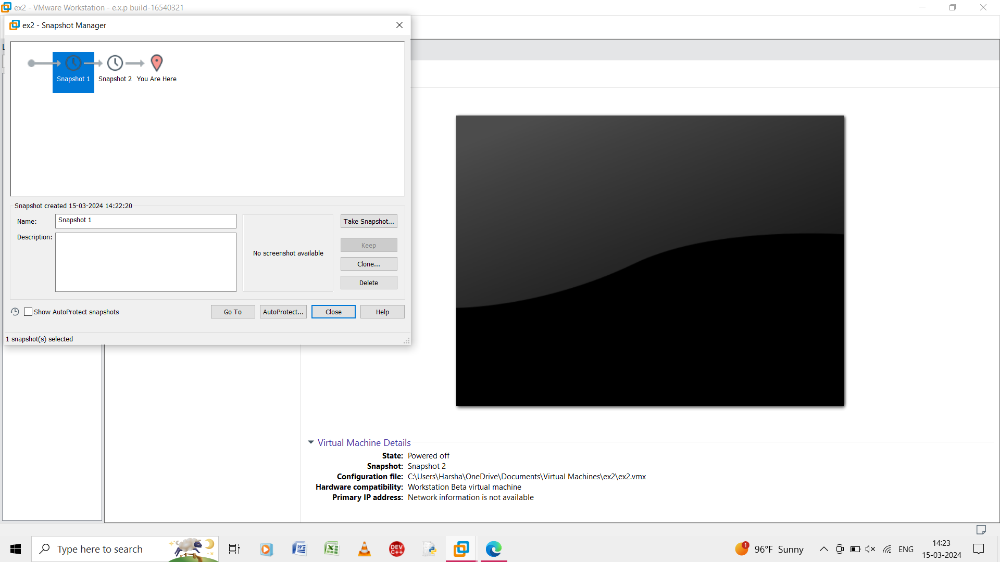 ex2 - VMware Workstation - e.x.p build-16540321
ex2 - Snapshot Manager
Snapshot 1 Snapshot 2 You Are Here
Snapshot created 15-03-2024 14:22:20
Name: Snapshot 1
Take Snapshot...
Description:
Keep
No screenshot available
Clone...
Delete
Show AutoProtect snapshots
Go To AutoProtect... Close Help
1 snapshot(s) selected
Virtual Machine Details
State: Powered off
Snapshot: Snapshot 2
Configuration file: C:\Users\Harsha\OneDrive\Documents\Virtual Machines\ex2\ex2.vmx
Hardware compatibility: Workstation Beta virtual machine
Primary IP address: Network information is not available
Type here to search
DEV
C++
1
96°F Sunny
ENG
14:23
15-03-2024